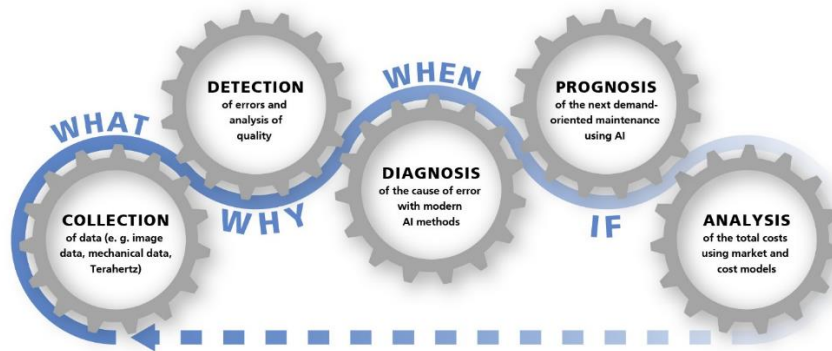 WHAT
COLLECTION
of data (e. g. image
data, mechanical data,
Terahertz)
DETECTION
of errors and
analysis of
quality
WHY
WHEN
DIAGNOSIS
of the cause of error
with modern
AI methods
PROGNOSIS
of the next demand-
oriented maintenance
using AI
IF
ANALYSIS
of the total costs
using market and
cost models